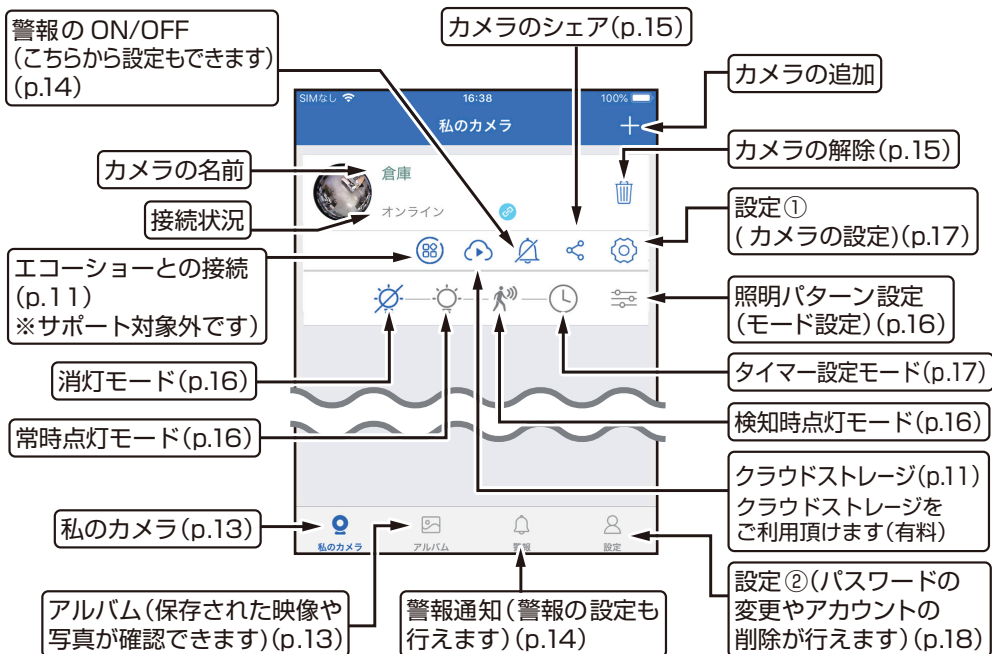 警報の ON/OFF
(こちらから設定もできます)
(p.14)
カメラのシェア(p.15)
カメラの追加
SIMなし
16:38
100%
私のカメラ
カメラの解除(p.15)
カメラの名前
倉庫
接続状況
オンライン
設定①
( カメラの設定)(p.17)
エコーショーとの接続
(p.11)
※サポート対象外です)
照明パターン設定
(モード設定)(p.16)
消灯モード(p.16)
タイマー設定モード(p.17)
常時点灯モード(p.16)
検知時点灯モード(p.16)
クラウドストレージ(p.11)
クラウドストレージを
ご利用頂けます(有料)
私のカメラ(p.13)
私のカメラ
アルバム
警報
設定
アルバム(保存された映像や
写真が確認できます)(p.13)
警報通知(警報の設定も
行えます)(p.14)
設定②(パスワードの
変更やアカウントの
削除が行えます)(p.18)